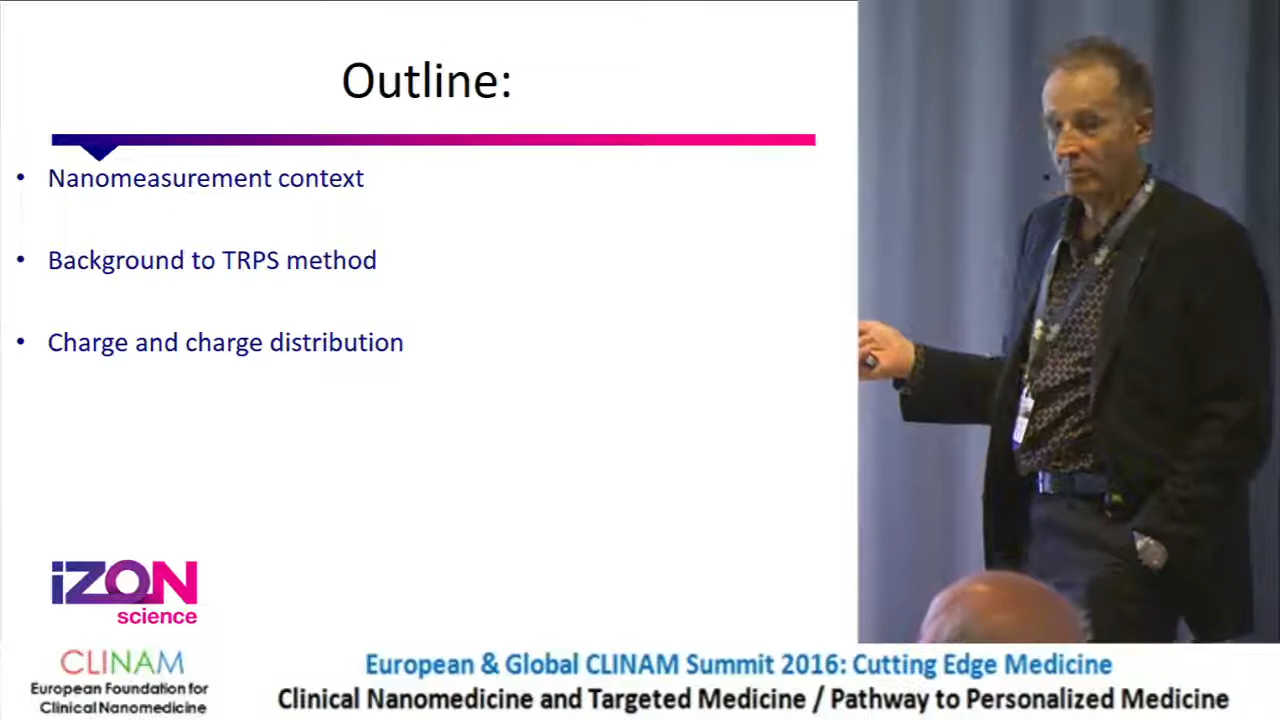 Outline:
• Nanomeasurement context
• Background to TRPS method
• Charge and charge distribution
iZON
science
CLINAM
European Foundation for
Clinical Nanomedicine
European & Global CLINAM Summit 2016: Cutting Edge Medicine
Clinical Nanomedicine and Targeted Medicine / Pathway to Personalized Medicine